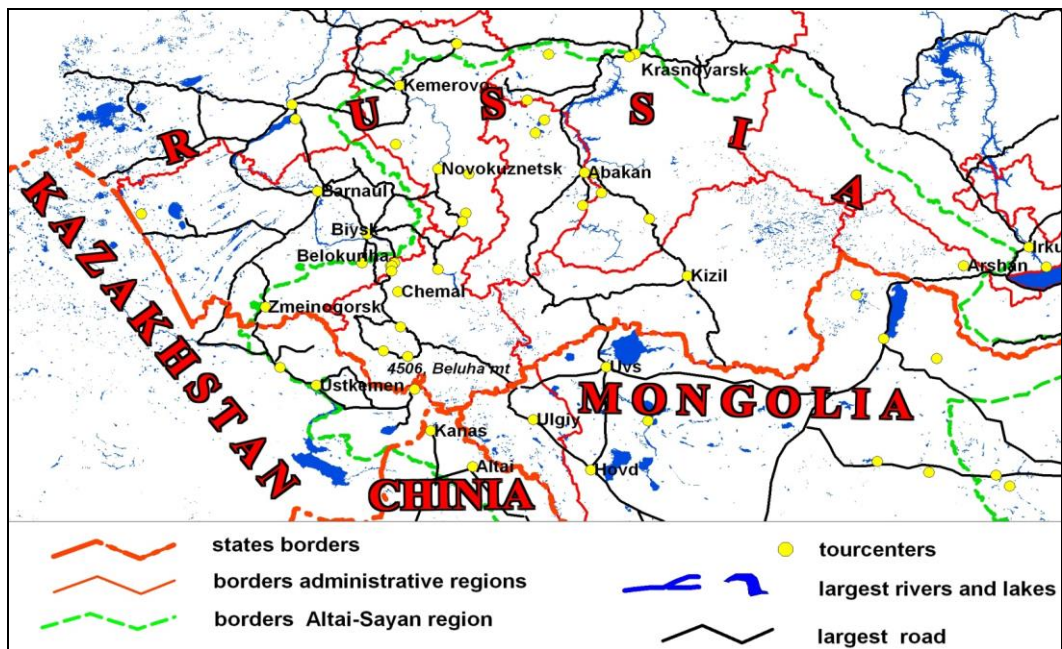 RUSSIA
KAZAKHSTAN
MONGOLIA
CHINIA
Krasnoyarsk
Kemerovo
Novokuznetsk
Abakan
Barnaul
Biysk
Belokuriha
Irku
Arshan
Kizil
Chemal
Zmeinogorsk
4506, Beluha mt
Uvs
Ustkemen
Ulgiy
Kanas
Altai
Hovd
states borders
borders administrative regions
borders Altai-Sayan region
tourcenters
largest rivers and lakes
largest road